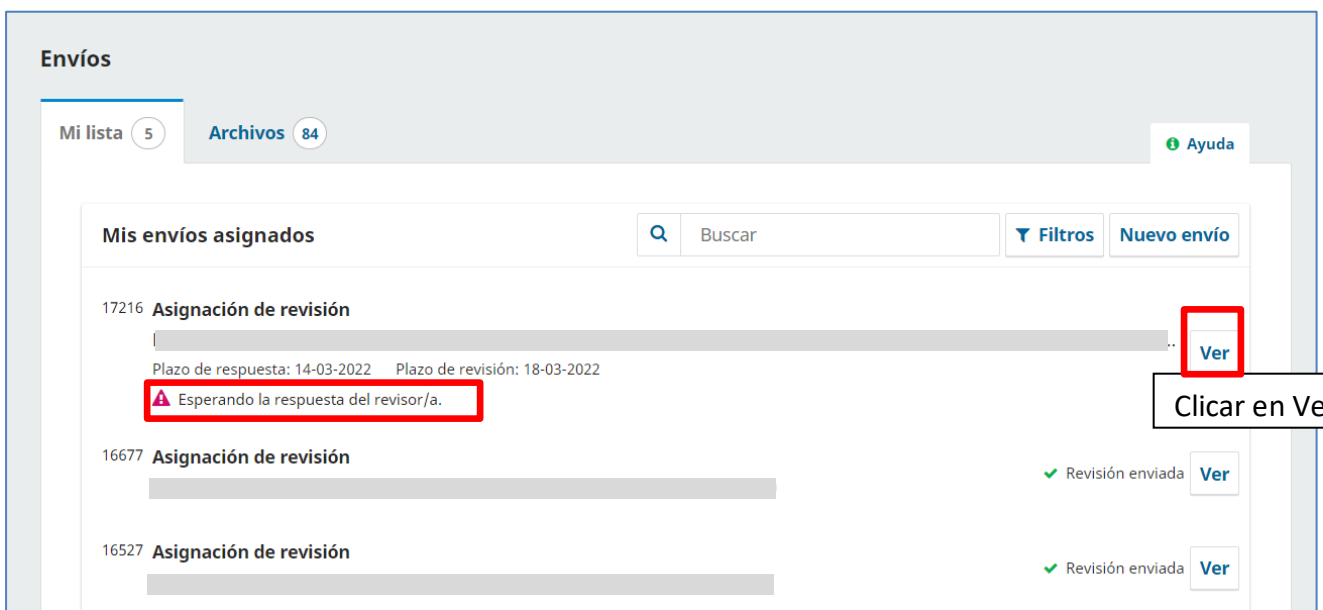 Envíos
Mi lista 5 Archivos 84
Ayuda
Mis envíos asignados Buscar Filtros Nuevo envío
17216 Asignación de revisión
.. Ver
Plazo de respuesta: 14-03-2022 Plazo de revisión: 18-03-2022
Esperando la respuesta del revisor/a.
Clicar en Ve
16677 Asignación de revisión
Revisión enviada Ver
16527 Asignación de revisión
Revisión enviada Ver